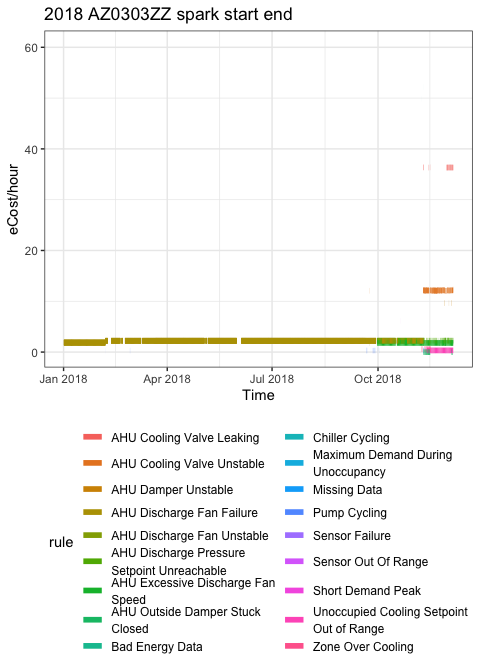 2018 AZ0303ZZ spark start end
60
40
20
0
eCost/hour
Jan 2018 Apr 2018 Jul 2018 Oct 2018
Time
rule
AHU Cooling Valve Leaking
AHU Cooling Valve Unstable
AHU Damper Unstable
AHU Discharge Fan Failure
AHU Discharge Fan Unstable
AHU Discharge Pressure
Setpoint Unreachable
AHU Excessive Discharge Fan
Speed
AHU Outside Damper Stuck
Closed
Bad Energy Data
Chiller Cycling
Maximum Demand During
Unoccupancy
Missing Data
Pump Cycling
Sensor Failure
Sensor Out Of Range
Short Demand Peak
Unoccupied Cooling Setpoint
Out of Range
Zone Over Cooling